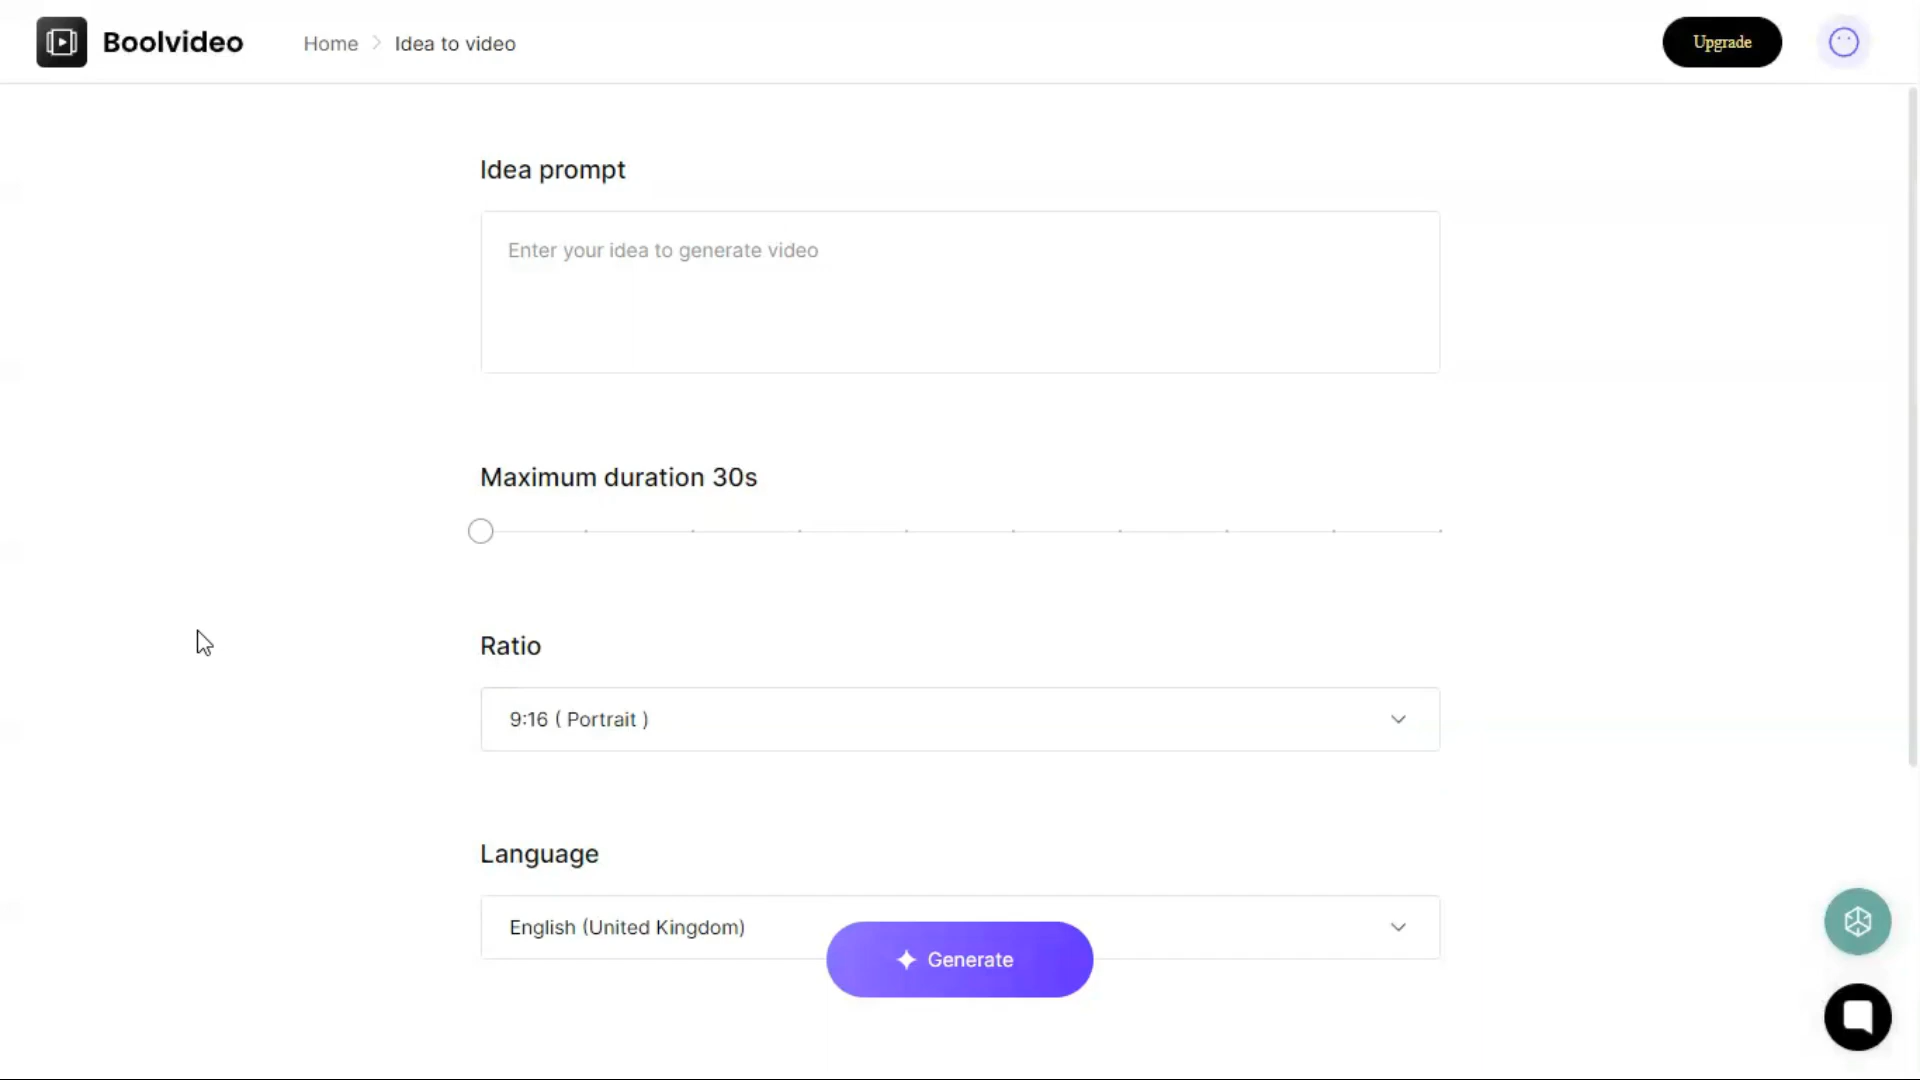 Boolvideo
Home > Idea to video
Upgrade
Idea prompt
Enter your idea to generate video
Maximum duration 30s
Ratio
9:16 ( Portrait )
Language
English (United Kingdom)
Generate